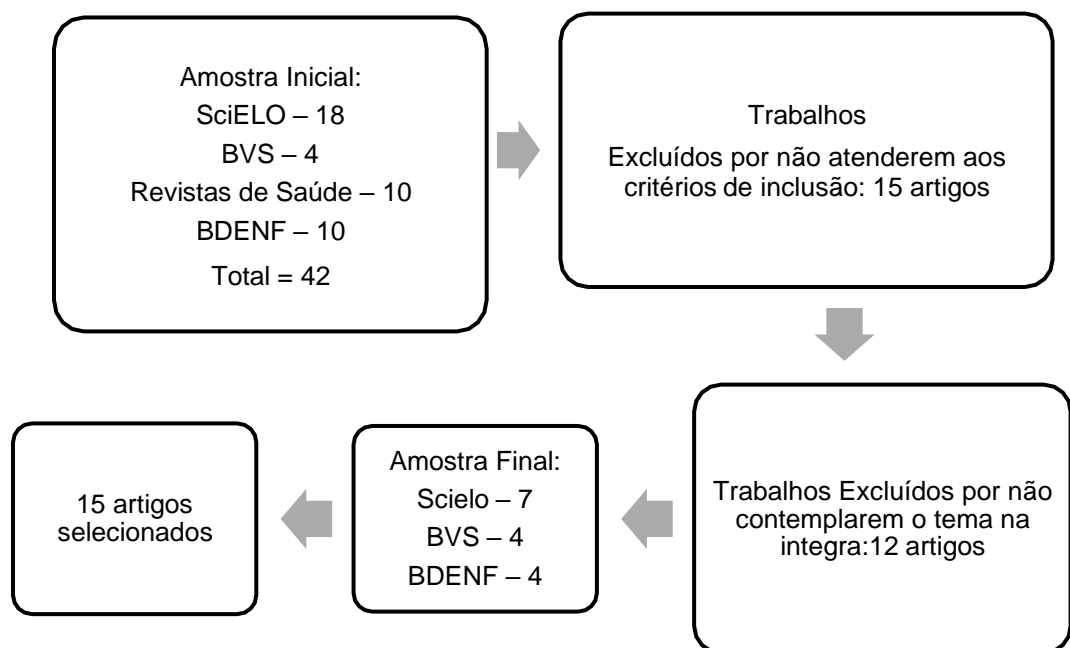 Amostra Inicial:
SciELO – 18
BVS – 4
Revistas de Saúde – 10
BDENF – 10
Total = 42
Trabalhos
Excluídos por não atenderem aos
critérios de inclusão: 15 artigos
Trabalhos Excluídos por não
contemplarem o tema na
integra:12 artigos
Amostra Final:
Scielo – 7
BVS – 4
BDENF – 4
15 artigos
selecionados